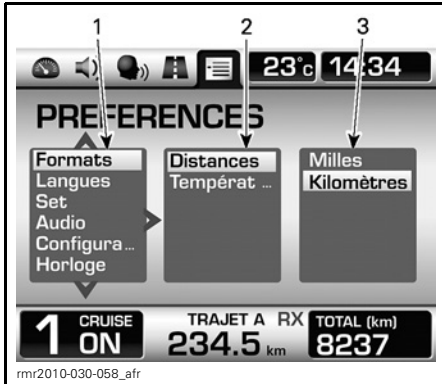 1 2 3
23°c 14:34
PREFERENCES
Formats
Langues
Set
Audio
Configura...
Horloge
Distances
Températ ...
Milles
Kilomètres
1 CRUISE ON
TRAJET A RX
234.5 km
TOTAL (km)
8237
rmr2010-030-058_afr